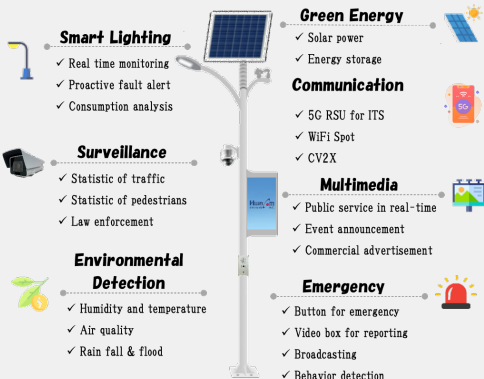 Smart Lighting
✓ Real time monitoring
✓ Proactive fault alert
✓ Consumption analysis
Surveillance
✓ Statistic of traffic
✓ Statistic of pedestrians
✓ Law enforcement
Environmental
Detection
✓ Humidity and temperature
✓ Air quality
✓ Rain fall & flood
Green Energy
✓ Solar power
✓ Energy storage
Communication
5G
✓ 5G RSU for ITS
✓ WiFi Spot
✓ CV2X
Multimedia
✓ Public service in real-time
✓ Event announcement
✓ Commercial advertisement
Emergency
✓ Button for emergency
✓ Video box for reporting
✓ Broadcasting
✓ Behavior detection